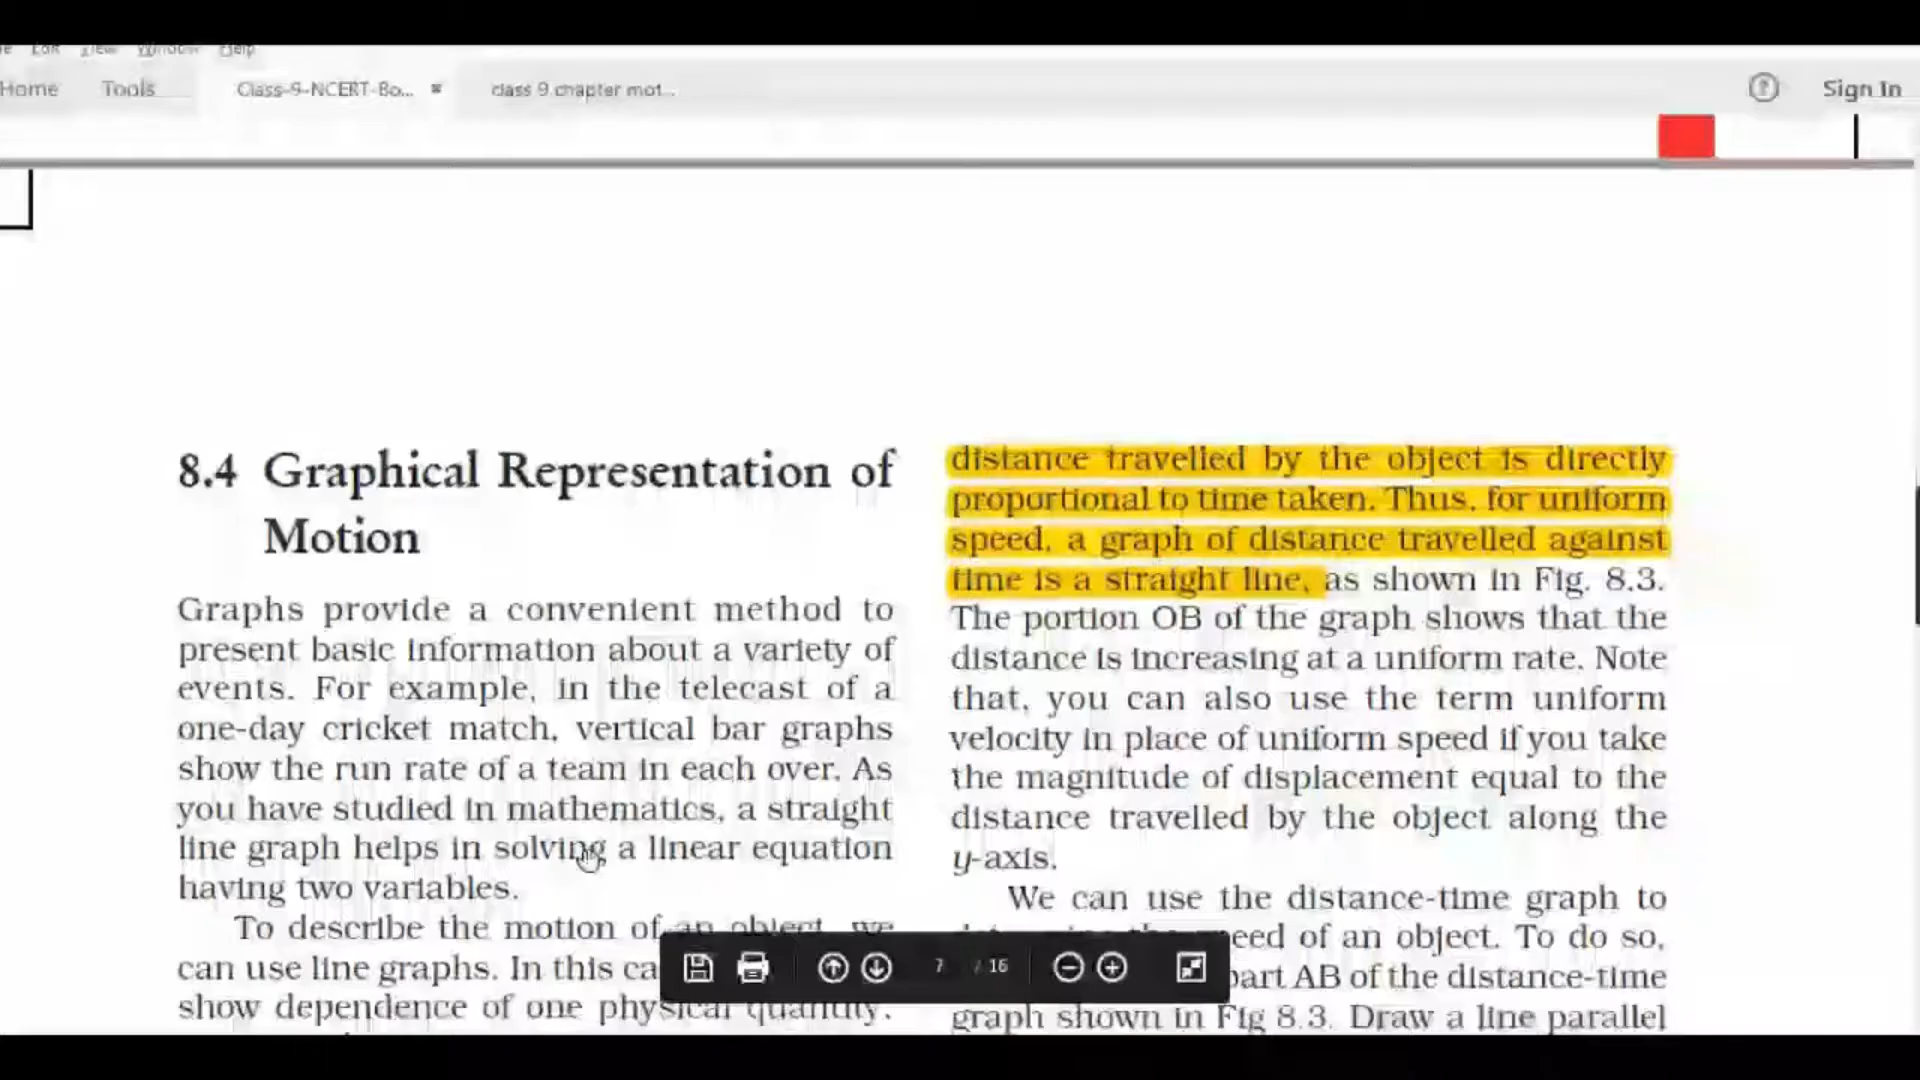 Edit View Window Help
Home Tools Class-9-NCERT-Bo... class 9 chapter mot... Sign In
8.4 Graphical Representation of
Motion
Graphs provide a convenient method to
present basic information about a variety of
events. For example, in the telecast of a
one-day cricket match, vertical bar graphs
show the run rate of a team in each over. As
you have studied in mathematics, a straight
line graph helps in solving a linear equation
having two variables.
To describe the motion of an object, we
can use line graphs. In this
show dependence of one physical quantity,
distance travelled by the object is directly
proportional to time taken. Thus, for uniform
speed, a graph of distance travelled against
time is a straight line, as shown in Fig. 8.3.
The portion OB of the graph shows that the
distance is increasing at a uniform rate. Note
that, you can also use the term uniform
velocity in place of uniform speed if you take
the magnitude of displacement equal to the
distance travelled by the object along the
y-axis.
We can use the distance-time graph to
of an object. To do so,
part AB of the distance-time
graph shown in Fig 8.3. Draw a line parallel
7 / 16